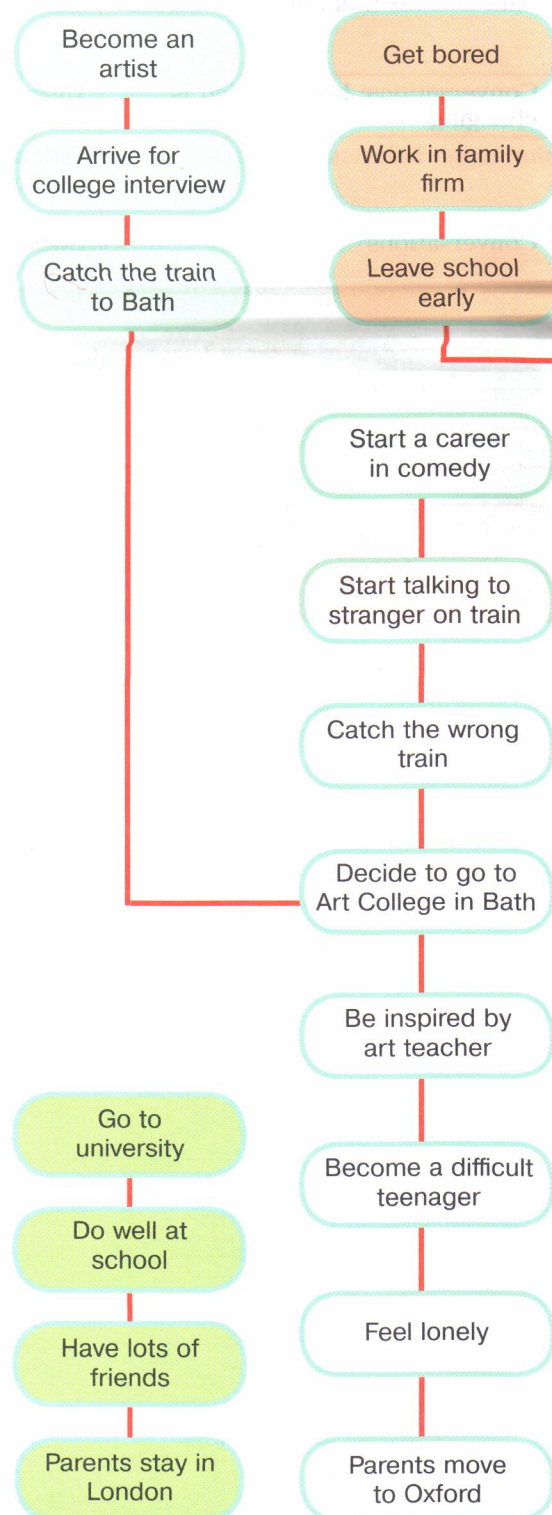 Become an
artist
Arrive for
college interview
Catch the train
to Bath
Get bored
Work in family
firm
Leave school
early
Start a career
in comedy
Start talking to
stranger on train
Catch the wrong
train
Decide to go to
Art College in Bath
Be inspired by
art teacher
Become a difficult
teenager
Feel lonely
Parents move
to Oxford
Go to
university
Do well at
school
Have lots of
friends
Parents stay in
London